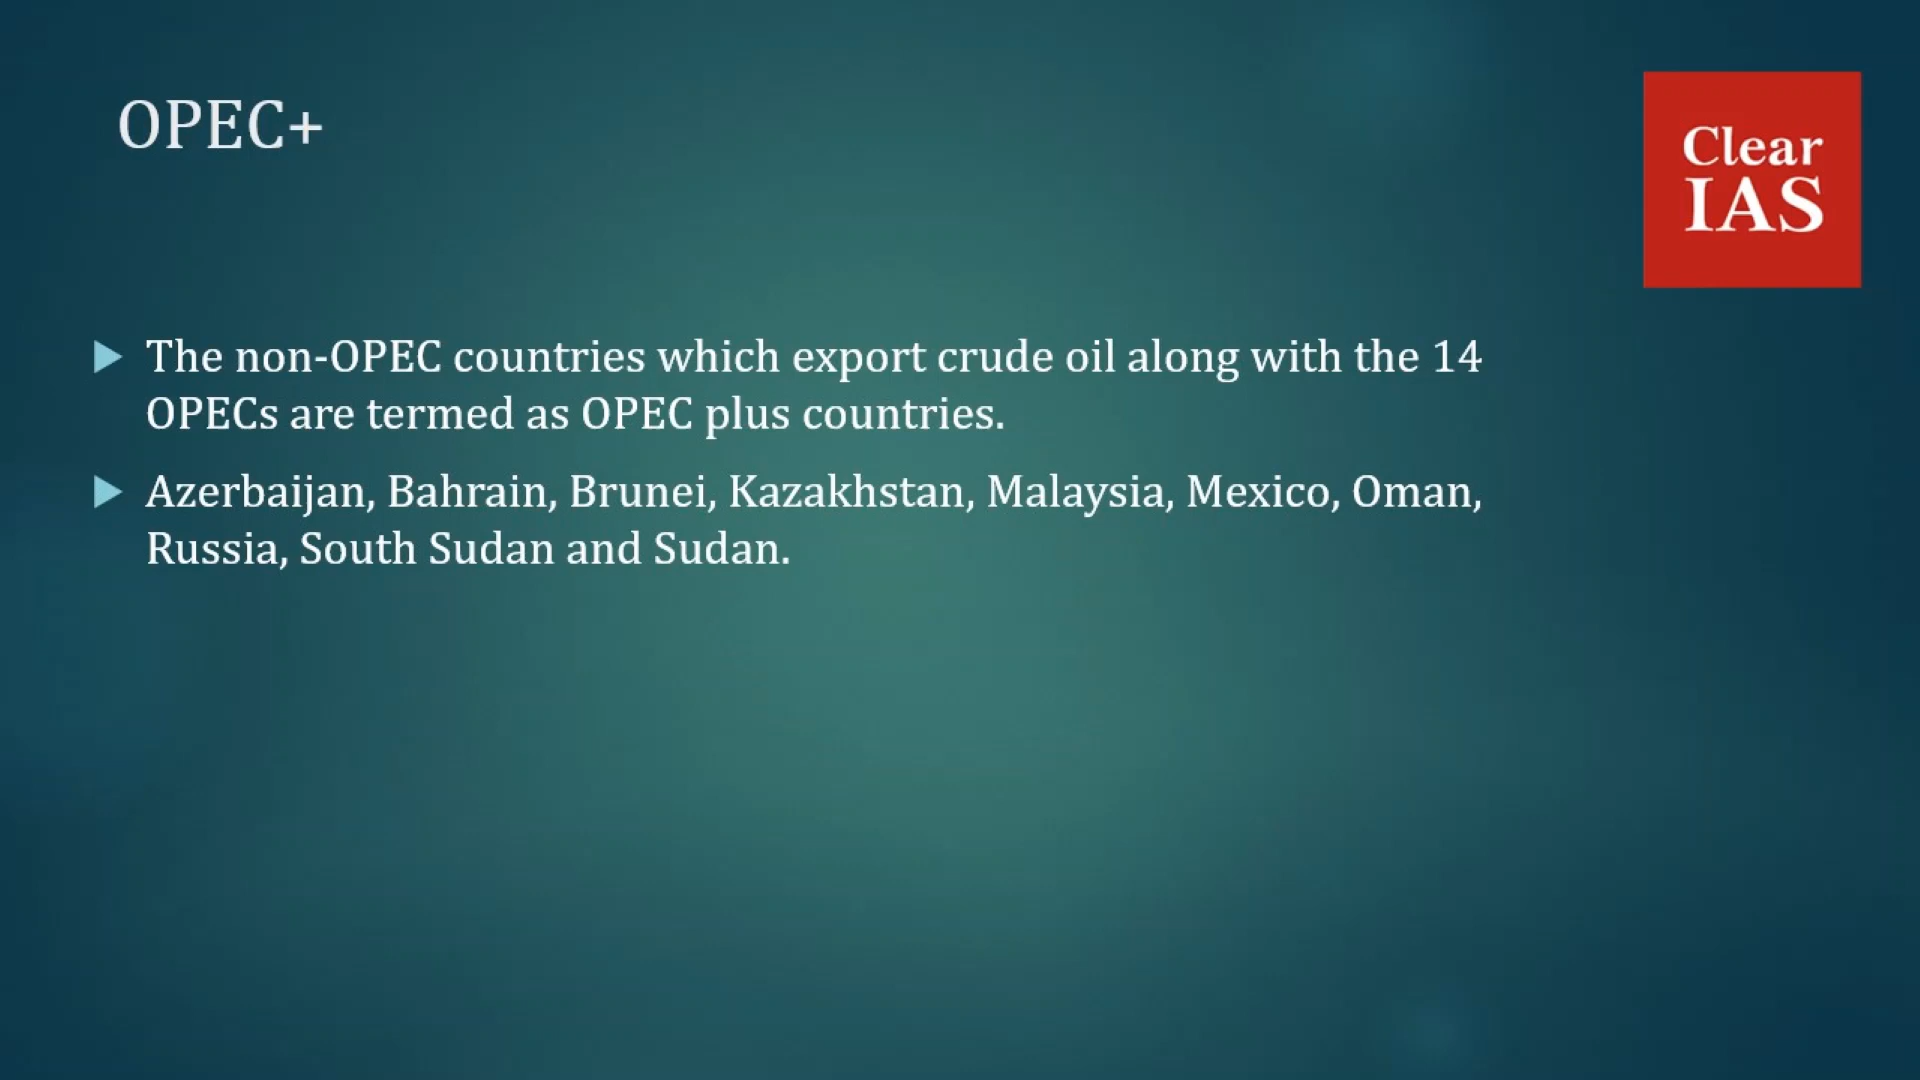 OPEC+
Clear
IAS
The non-OPEC countries which export crude oil along with the 14
OPECs are termed as OPEC plus countries.
Azerbaijan, Bahrain, Brunei, Kazakhstan, Malaysia, Mexico, Oman,
Russia, South Sudan and Sudan.